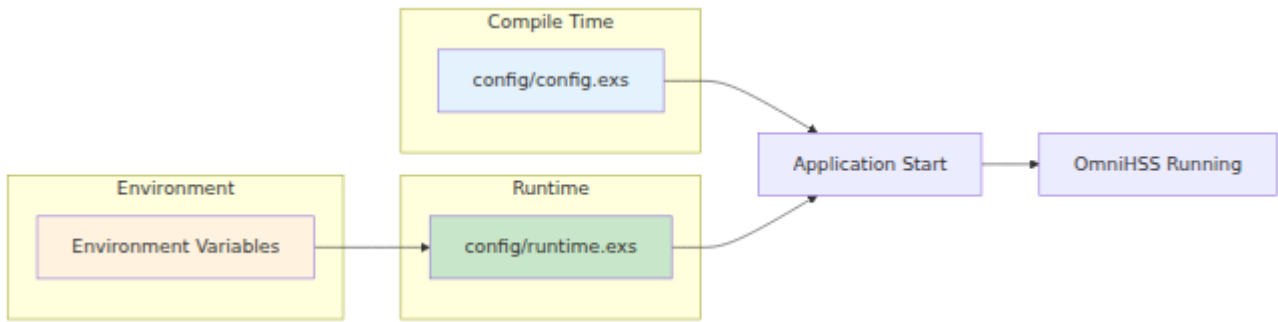 Compile Time
config/config.exs
Application Start
OmniHSS Running
Environment
Environment Variables
Runtime
config/runtime.exs